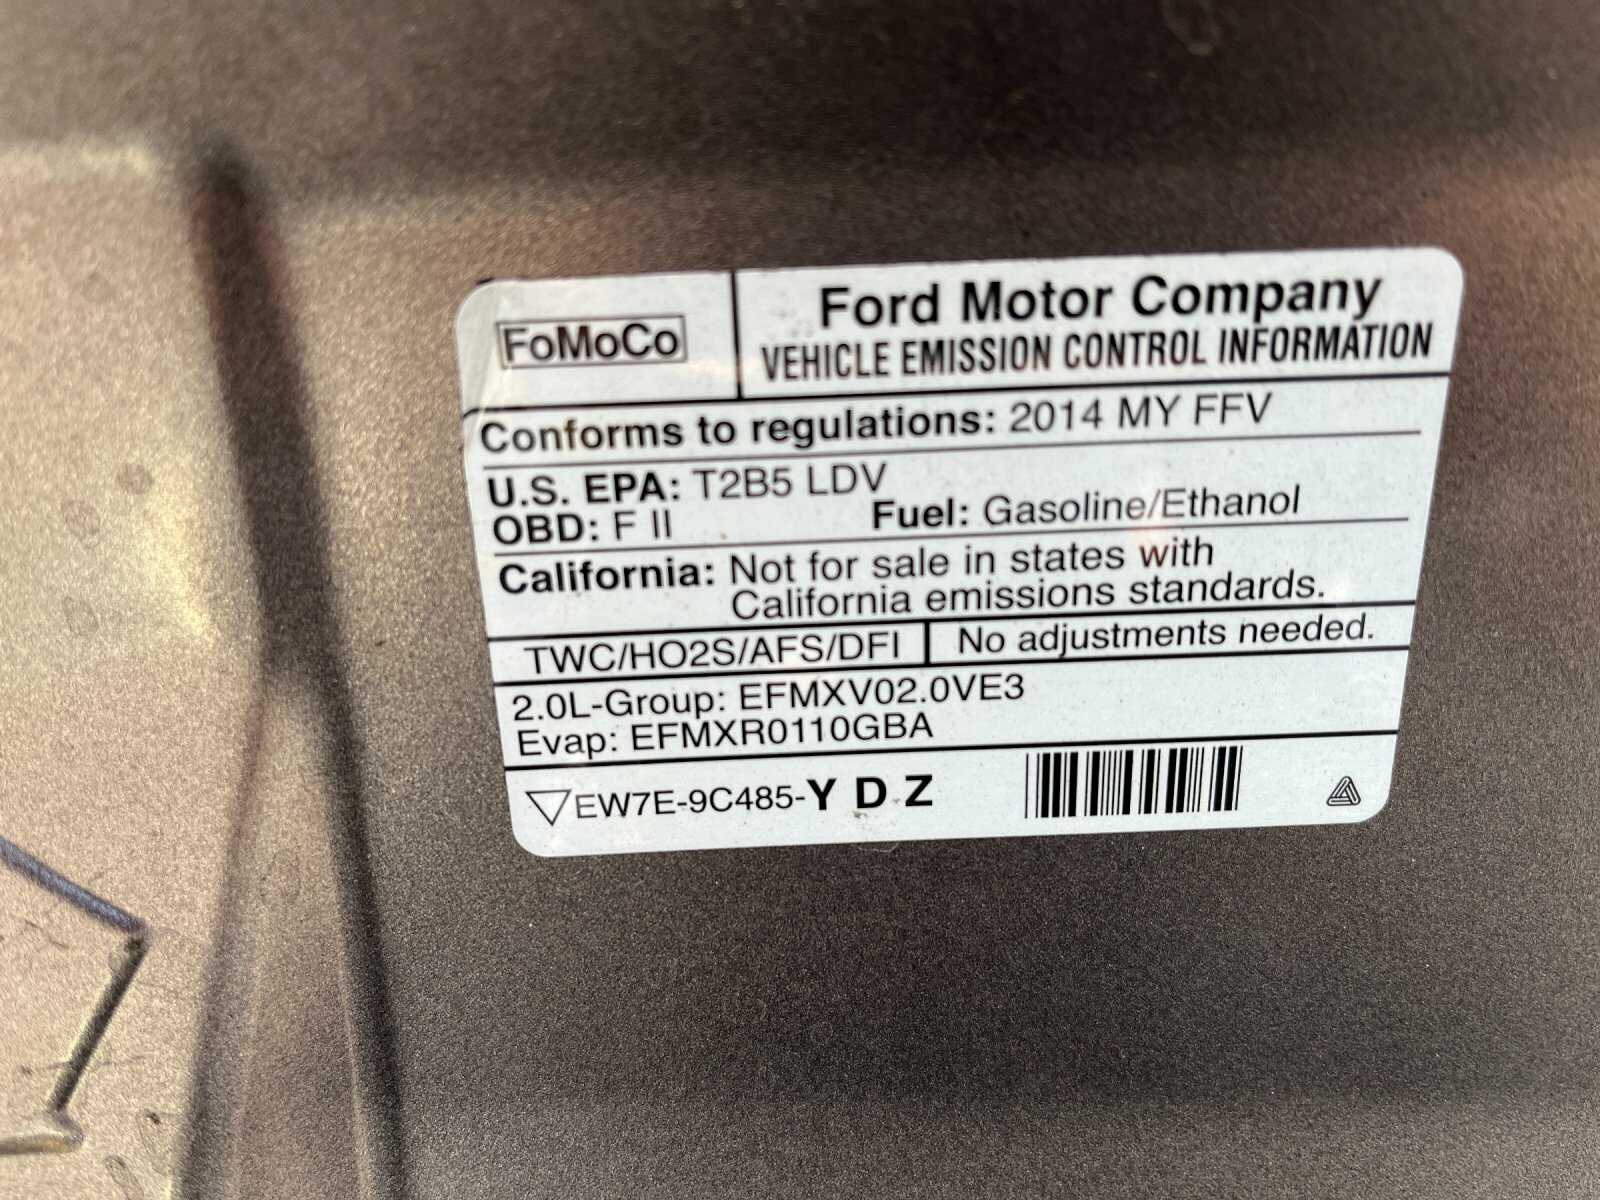 FoMoCo
Ford Motor Company
VEHICLE EMISSION CONTROL INFORMATION
Conforms to regulations: 2014 MY FFV
U.S. EPA: T2B5 LDV
OBD: F II Fuel: Gasoline/Ethanol
California: Not for sale in states with
California emissions standards.
TWC/HO2S/AFS/DFI No adjustments needed.
2.0L-Group: EFMXV02.0VE3
Evap: EFMXR0110GBA
EW7E-9C485-Y D Z